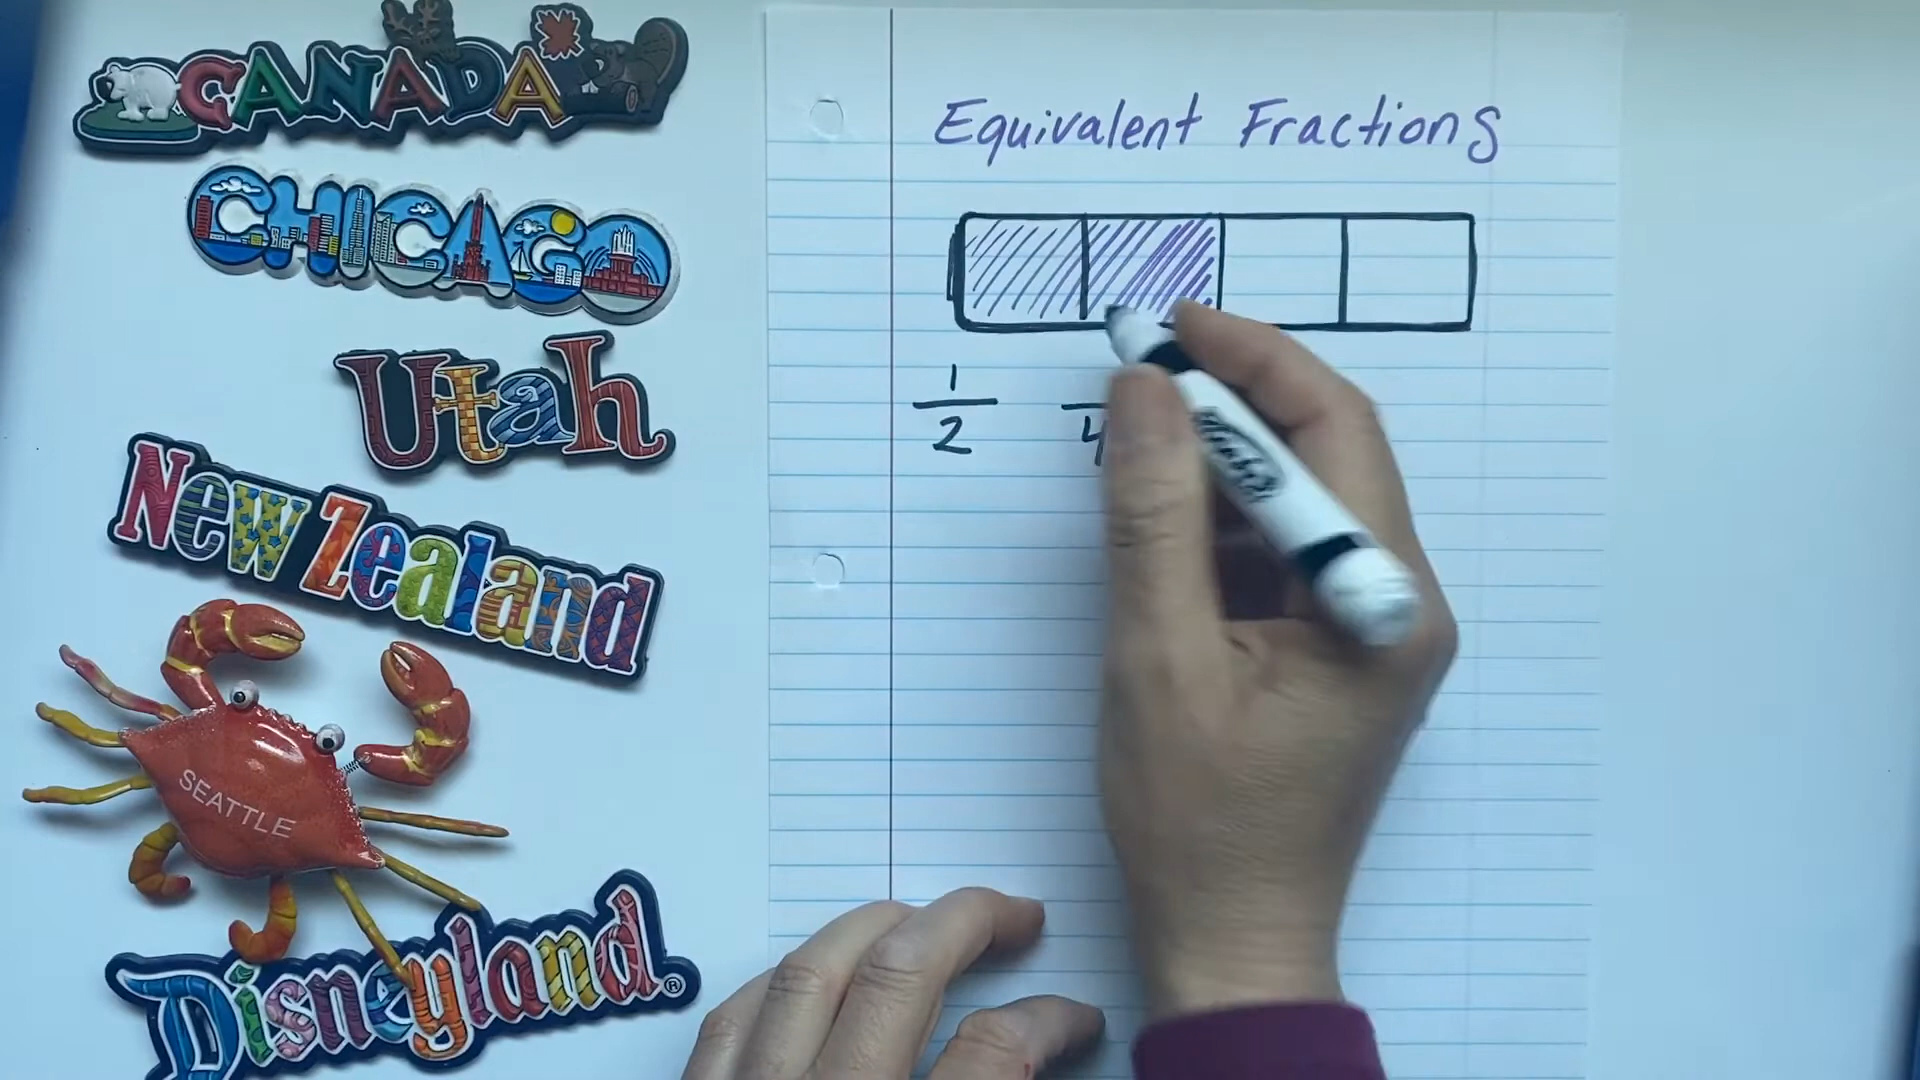 CANADA
CHICAGO
Utah
New Zealand
SEATTLE
Disneyland®
Equivalent Fractions
1
2
4